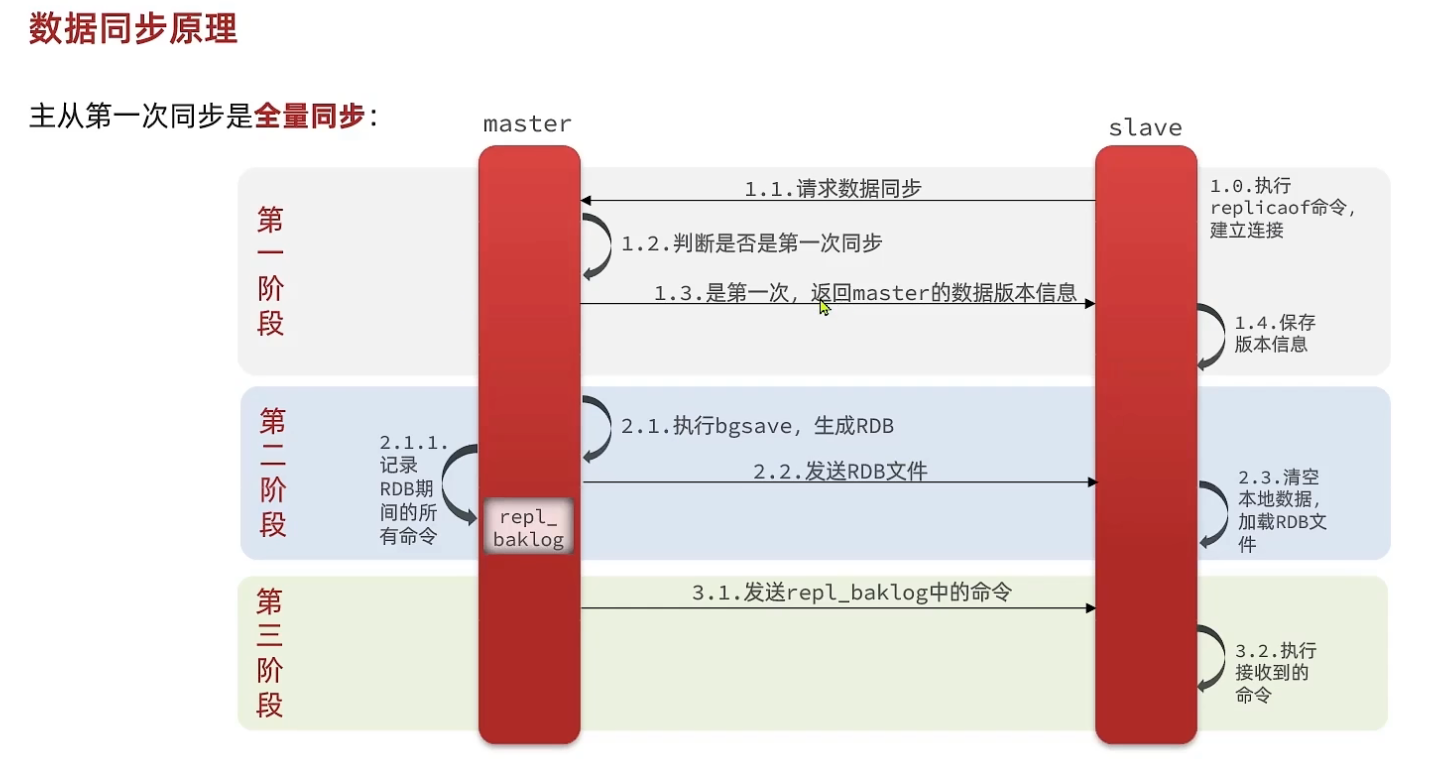 数据同步原理
主从第一次同步是全量同步：
master
slave
第一阶段
1.0.执行
replicaof命令，
建立连接
1.1.请求数据同步
1.2.判断是否是第一次同步
1.3.是第一次，返回master的数据版本信息
1.4.保存
版本信息
第二阶段
2.1.执行bgsave，生成RDB
2.1.1.
记录
RDB期
间的所
有命令
repl_
baklog
2.2.发送RDB文件
2.3.清空
本地数据，
加载RDB文
件
第三阶段
3.1.发送repl_baklog中的命令
3.2.执行
接收到的
命令